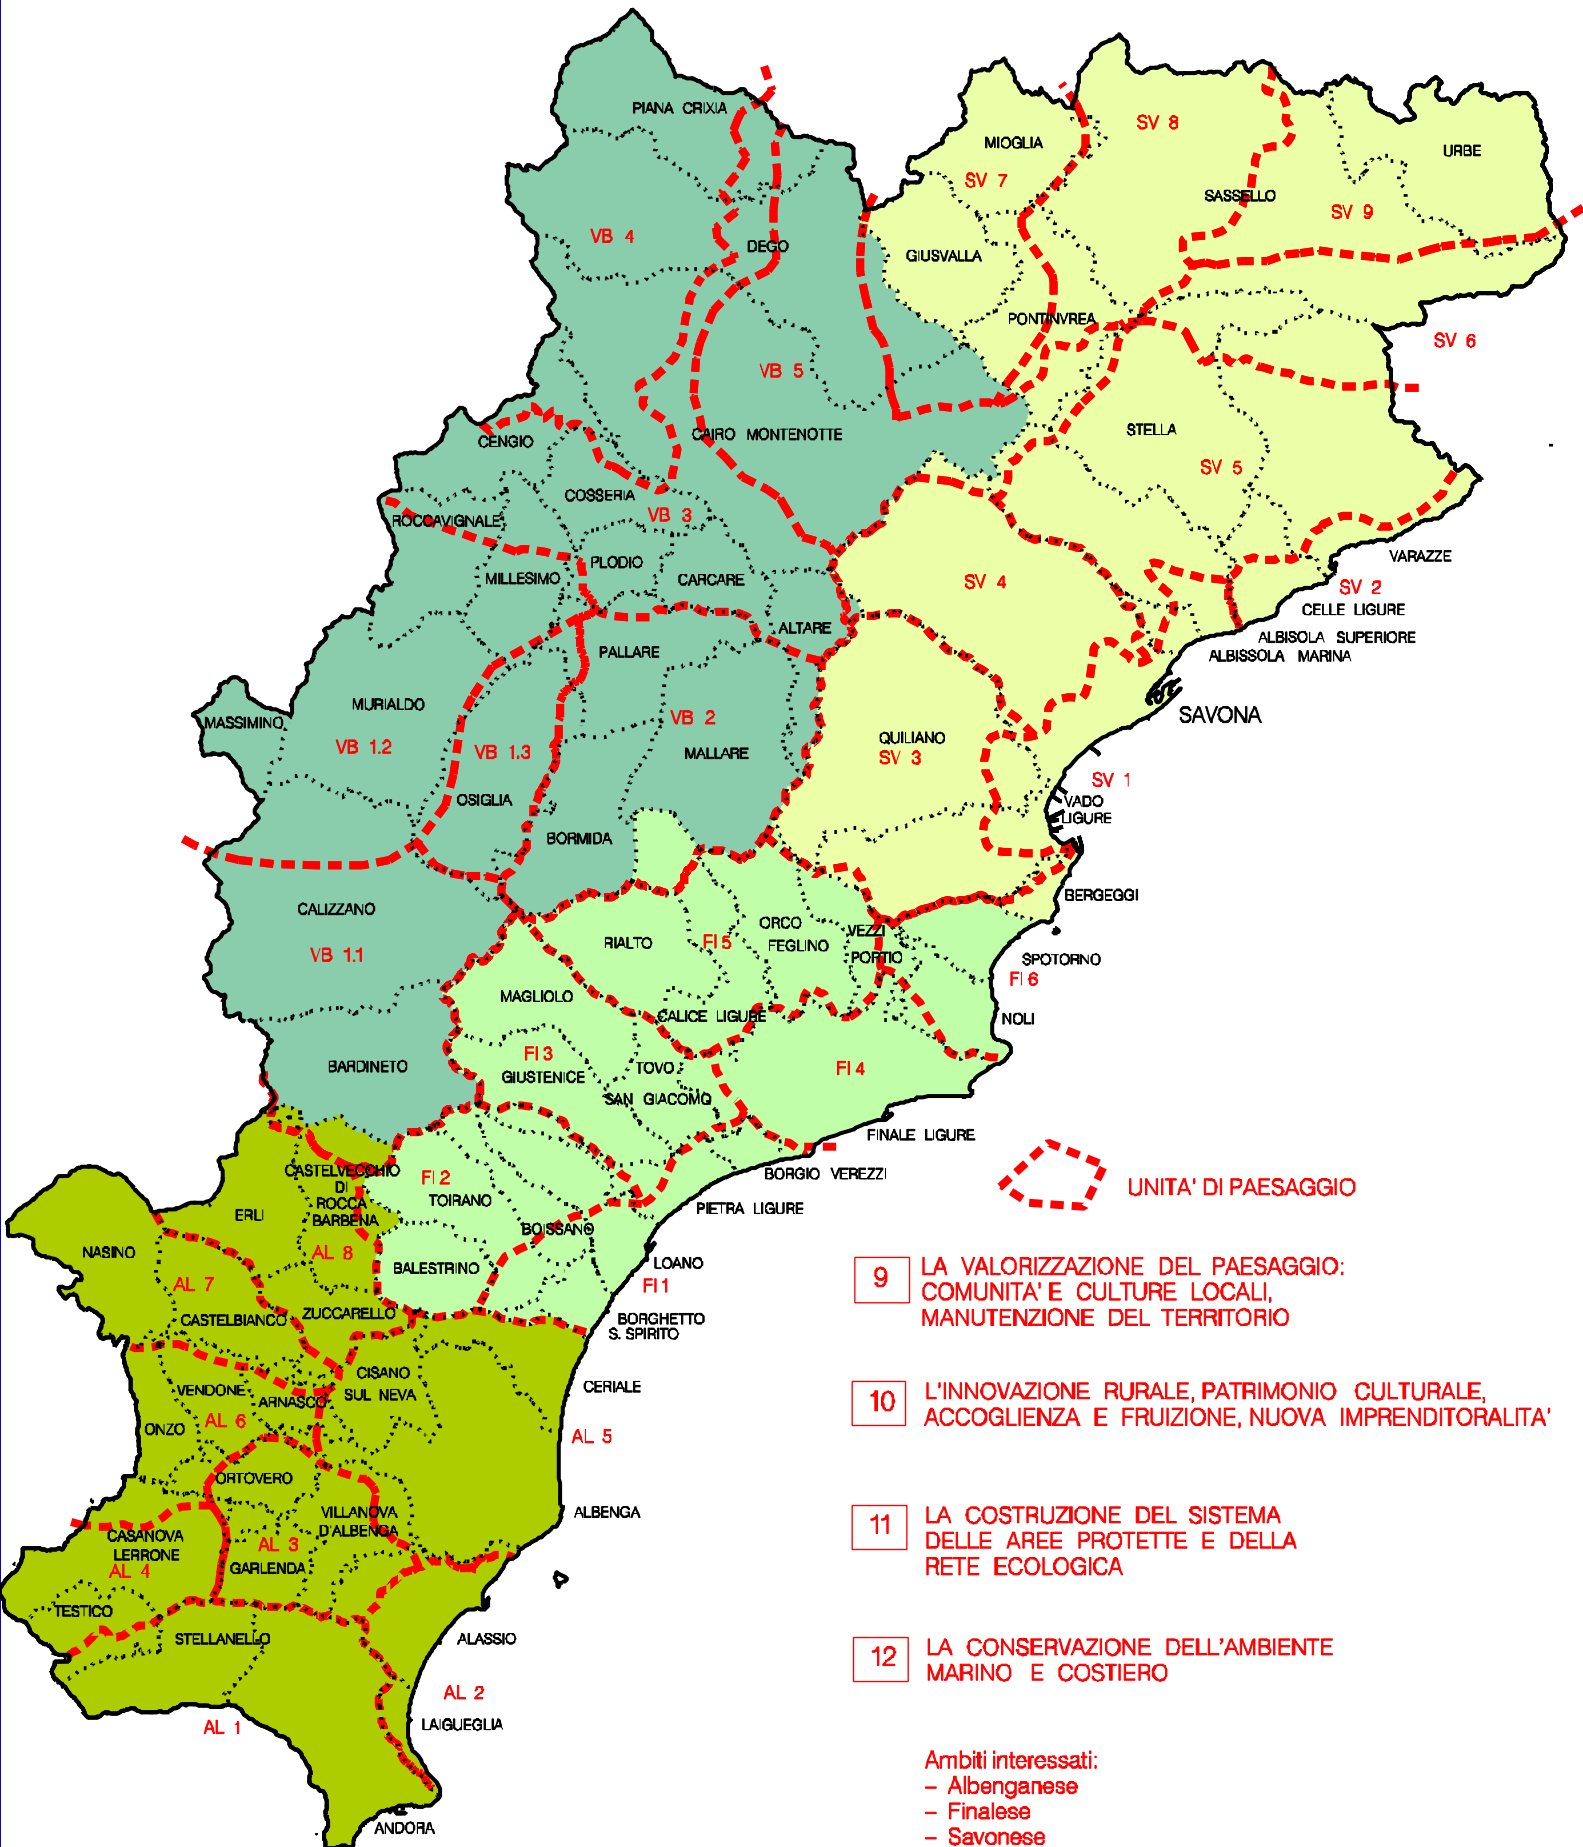 PIANA CRIXIA
MIOGLIA
SV 8
URBE
SV 7
SASSELLO
SV 9
VB 4
DEGO
GIUSVALLA
PONTINVREA
SV 6
VB 5
CENGIO
CAIRO MONTENOTTE
STELLA
SV 5
COSSERIA
ROCCAVIGNALE
VB 3
PLODIO
VARAZZE
MILLESIMO
CARCARE
SV 4
SV 2
CELLE LIGURE
ALTARE
ALBISOLA SUPERIORE
PALLARE
ALBISSOLA MARINA
MURIALDO
MASSIMINO
VB 2
SAVONA
VB 1.2
VB 1.3
MALLARE
QUILIANO
SV 3
SV 1
OSIGLIA
VADO
LIGURE
BORMIDA
BERGEGGI
CALIZZANO
ORCO
FEGLINO
VEZZI
PORTIO
RIALTO
FI 5
VB 1.1
SPOTORNO
FI 6
MAGLIOLO
CALICE LIGURE
NOLI
FI 3
GIUSTENICE
BARDINETO
TOVO
SAN GIACOMO
FI 4
FINALE LIGURE
CASTELVECCHIO
DI
ROCCA
BARBENA
FI 2
TOIRANO
BORGIO VEREZZI
UNITA' DI PAESAGGIO
PIETRA LIGURE
ERLI
BOISSANO
NASINO
AL 8
BALESTRINO
LOANO
FI 1
AL 7
CASTELBIANCO
ZUCCARELLO
BORGHETTO
S. SPIRITO
9
LA VALORIZZAZIONE DEL PAESAGGIO:
COMUNITA' E CULTURE LOCALI,
MANUTENZIONE DEL TERRITORIO
CISANO
SUL NEVA
VENDONE
ARNASCO
CERIALE
AL 6
ONZO
AL 5
10
L'INNOVAZIONE RURALE, PATRIMONIO CULTURALE,
ACCOGLIENZA E FRUIZIONE, NUOVA IMPRENDITORALITA'
ORTOVERO
VILLANOVA
D'ALBENGA
ALBENGA
CASANOVA
LERRONE
AL 4
AL 3
GARLENDA
11
LA COSTRUZIONE DEL SISTEMA
DELLE AREE PROTETTE E DELLA
RETE ECOLOGICA
TESTICO
STELLANELLO
ALASSIO
12
LA CONSERVAZIONE DELL'AMBIENTE
MARINO E COSTIERO
AL 2
AL 1
LAIGUEGLIA
ANDORA
Ambiti interessati:
– Albenganese
– Finalese
– Savonese